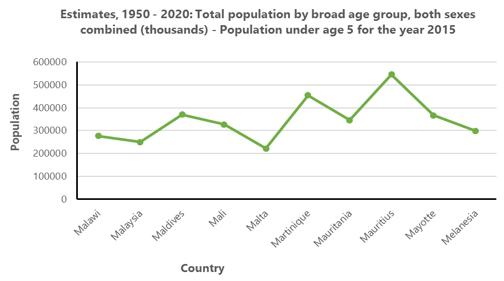 Estimates, 1950 - 2020: Total population by broad age group, both sexes
combined (thousands) - Population under age 5 for the year 2015
Population
600000
500000
400000
300000
200000
100000
0
Malawi
Malaysia
Maldives
Mali
Malta
Martinique
Mauritania
Mauritius
Mayotte
Melanesia
Country